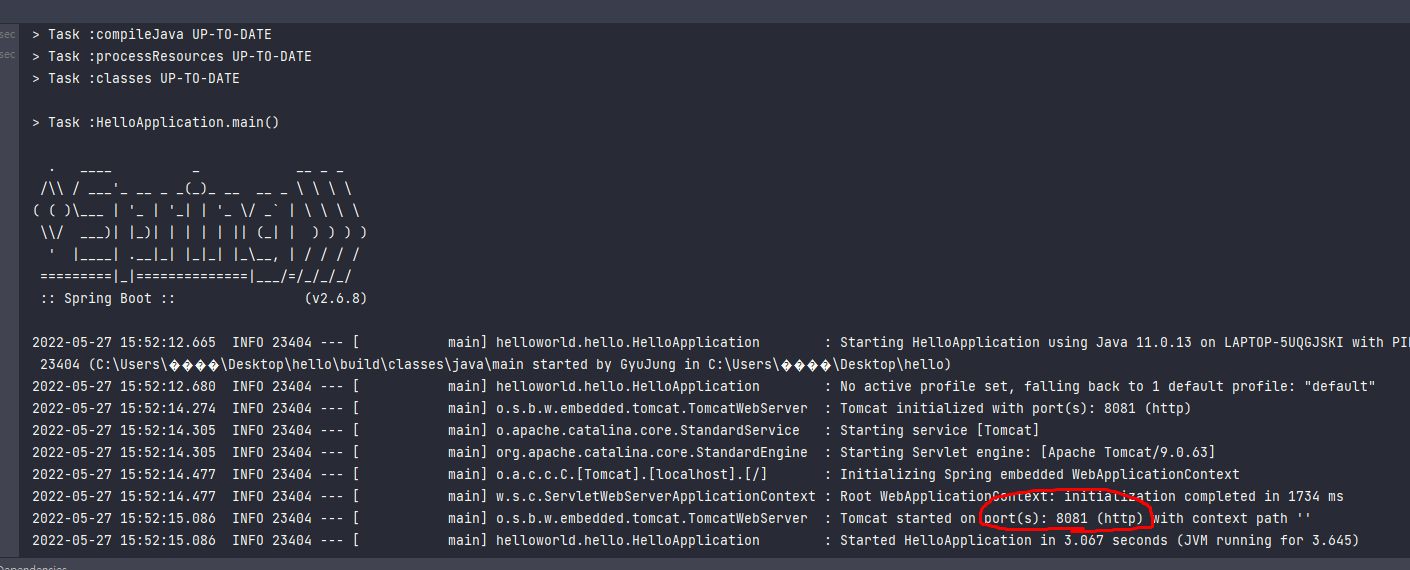 sec > Task :compileJava UP-TO-DATE
sec > Task :processResources UP-TO-DATE
> Task :classes UP-TO-DATE
> Task :HelloApplication.main()
  .   ____          _            __ _ _
 /\\ / ___'_ __ _ _(_)_ __  __ _ \ \ \ \
( ( )\___ | '_ | '_| | '_ \/ _` | \ \ \ \
 \\/  ___)| |_)| | | | | || (_| |  ) ) ) )
  '  |____| .__|_| |_|_| |_\__, | / / / /
 =========|_|==============|___/=/_/_/_/
 :: Spring Boot ::                (v2.6.8)
2022-05-27 15:52:12.665  INFO 23404 --- [           main] helloworld.hello.HelloApplication        : Starting HelloApplication using Java 11.0.13 on LAPTOP-5UQGJSKI with PI
 23404 (C:\Users\����\Desktop\hello\build\classes\java\main started by GyuJung in C:\Users\����\Desktop\hello)
2022-05-27 15:52:12.680  INFO 23404 --- [           main] helloworld.hello.HelloApplication        : No active profile set, falling back to 1 default profile: "default"
2022-05-27 15:52:14.274  INFO 23404 --- [           main] o.s.b.w.embedded.tomcat.TomcatWebServer  : Tomcat initialized with port(s): 8081 (http)
2022-05-27 15:52:14.305  INFO 23404 --- [           main] o.apache.catalina.core.StandardService   : Starting service [Tomcat]
2022-05-27 15:52:14.305  INFO 23404 --- [           main] org.apache.catalina.core.StandardEngine  : Starting Servlet engine: [Apache Tomcat/9.0.63]
2022-05-27 15:52:14.477  INFO 23404 --- [           main] o.a.c.c.C.[Tomcat].[localhost].[/]       : Initializing Spring embedded WebApplicationContext
2022-05-27 15:52:14.477  INFO 23404 --- [           main] w.s.c.ServletWebServerApplicationContext : Root WebApplicationContext: initialization completed in 1734 ms
2022-05-27 15:52:15.086  INFO 23404 --- [           main] o.s.b.w.embedded.tomcat.TomcatWebServer  : Tomcat started on port(s): 8081 (http) with context path ''
2022-05-27 15:52:15.086  INFO 23404 --- [           main] helloworld.hello.HelloApplication        : Started HelloApplication in 3.067 seconds (JVM running for 3.645)